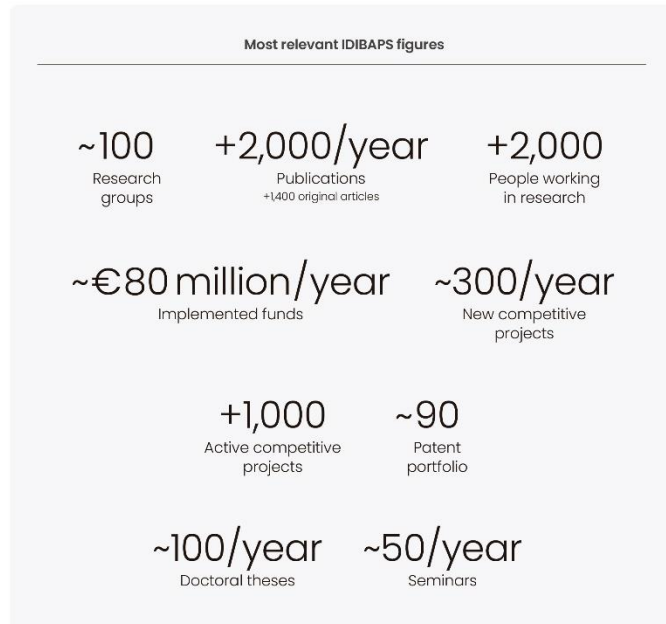 Most relevant IDIBAPS figures
~100
Research
groups
+2,000/year
Publications
+1,400 original articles
+2,000
People working
in research
~€80 million/year
Implemented funds
~300/year
New competitive
projects
+1,000
Active competitive
projects
~90
Patent
portfolio
~100/year
Doctoral theses
~50/year
Seminars